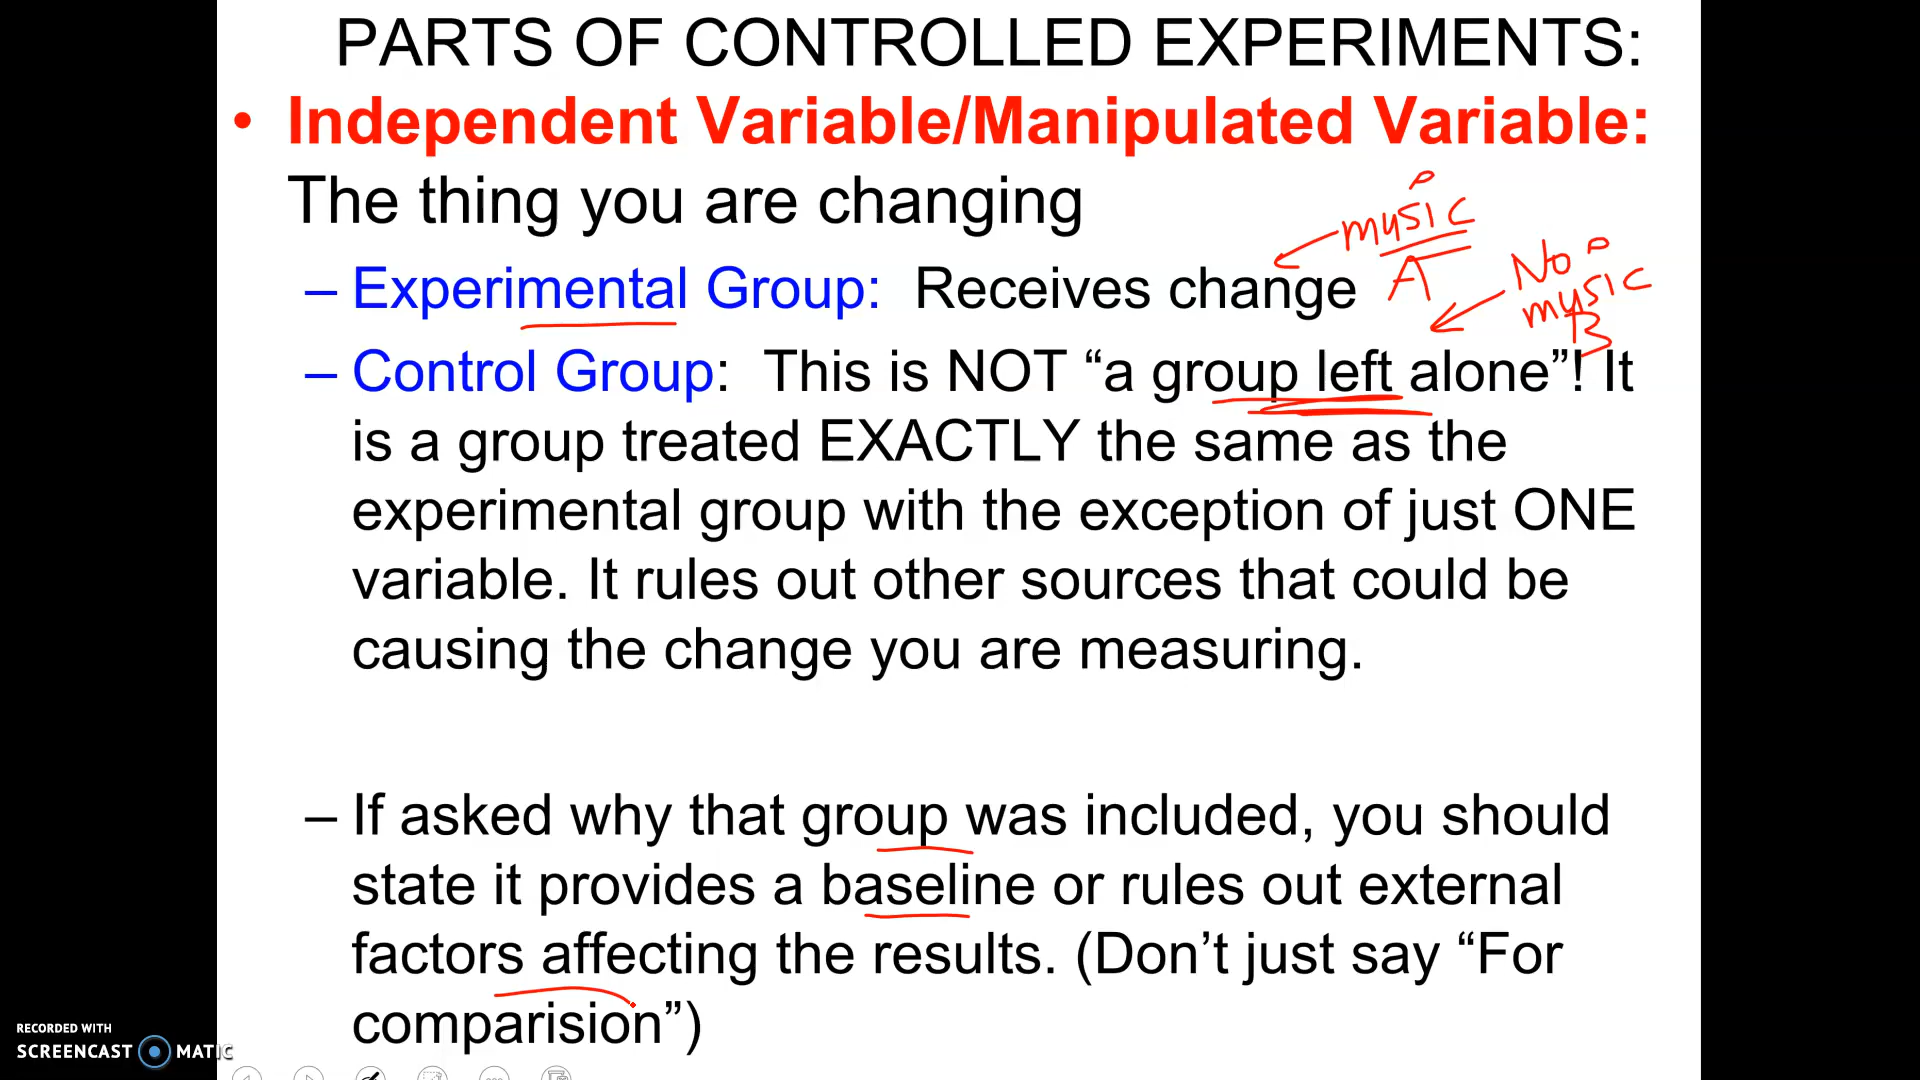 PARTS OF CONTROLLED EXPERIMENTS:
• Independent Variable/Manipulated Variable:
The thing you are changing
P
music
A
– Experimental Group: Receives change
No P
music
B
– Control Group: This is NOT “a group left alone”! It
is a group treated EXACTLY the same as the
experimental group with the exception of just ONE
variable. It rules out other sources that could be
causing the change you are measuring.
– If asked why that group was included, you should
state it provides a baseline or rules out external
factors affecting the results. (Don’t just say “For
comparision”)
RECORDED WITH
SCREENCAST MATIC